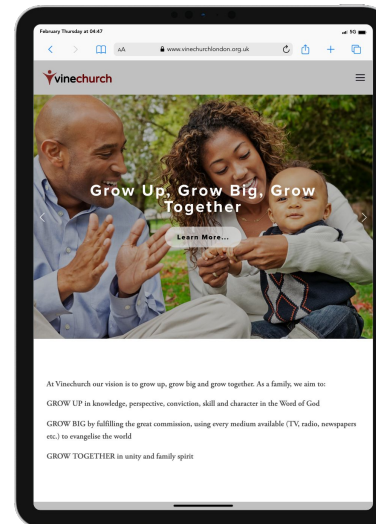 February Thursday at 04:47
5G
AA
www.vinechurchlondon.org.uk
vinechurch
Grow Up, Grow Big, Grow
Together
Learn More...
At Vinechurch our vision is to grow up, grow big and grow together. As a family, we aim to:
GROW UP in knowledge, perspective, conviction, skill and character in the Word of God
GROW BIG by fulfilling the great commission, using every medium available (TV, radio, newspapers
etc.) to evangelise the world
GROW TOGETHER in unity and family spirit